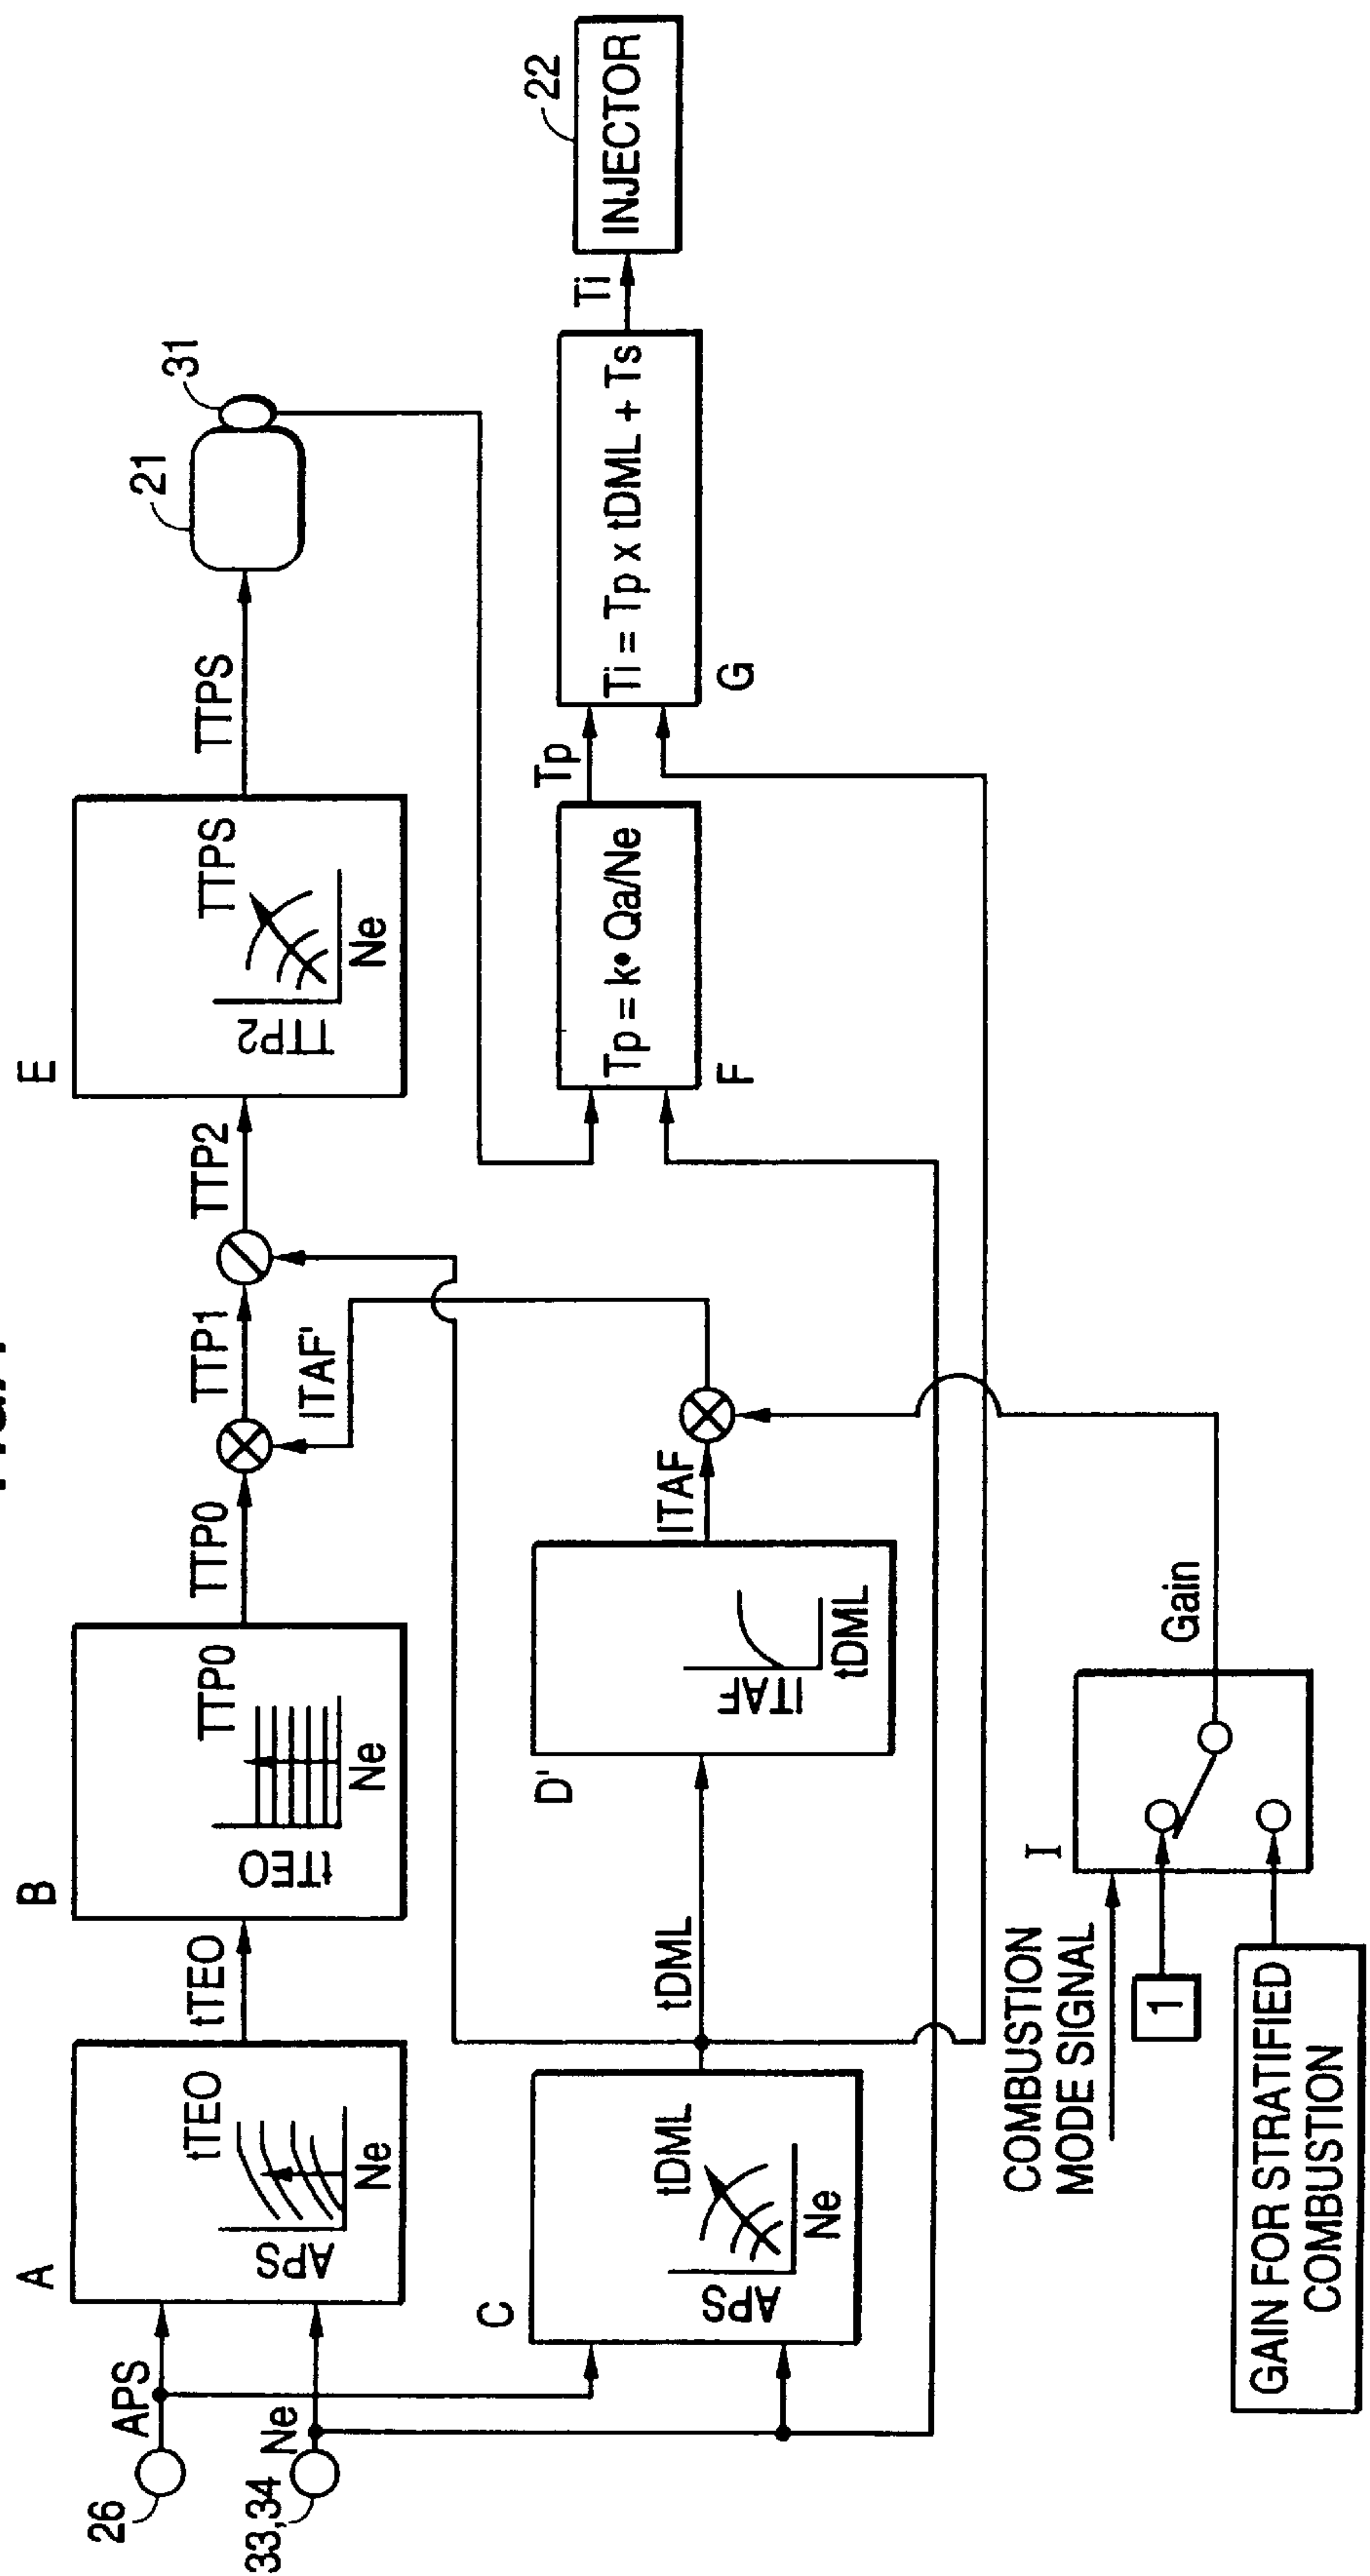 26
APS
33,34
Ne
A
tTEO
APS
Ne
tTEO
B
TTP0
tTEO
Ne
TTP0
TTP1
ITAF'
TTP2
E
TTPS
TTP2
Ne
TTPS
21
31
C
tDML
APS
Ne
tDML
D'
ITAF
tDML
ITAF
Tp = k• Qa/Ne
F
Tp
Ti = Tp x tDML + Ts
G
Ti
INJECTOR
22
COMBUSTION
MODE SIGNAL
I
1
GAIN FOR STRATIFIED
COMBUSTION
Gain